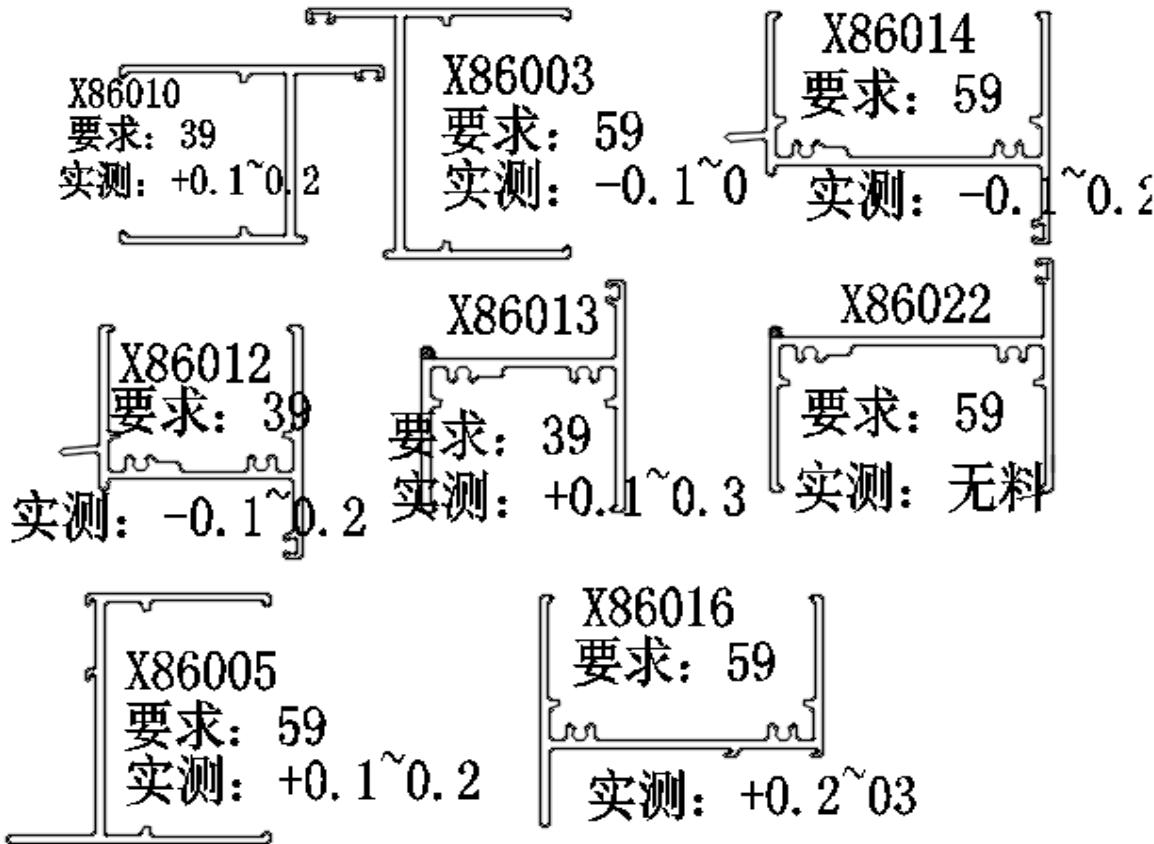 X86010
要求：39
实测：+0.1~0.2
X86003
要求：59
实测：-0.1~0
X86014
要求：59
实测：-0.1~0.2
X86012
要求：39
实测：-0.1~0.2
X86013
要求：39
实测：+0.1~0.3
X86022
要求：59
实测：无料
X86005
要求：59
实测：+0.1~0.2
X86016
要求：59
实测：+0.2~03